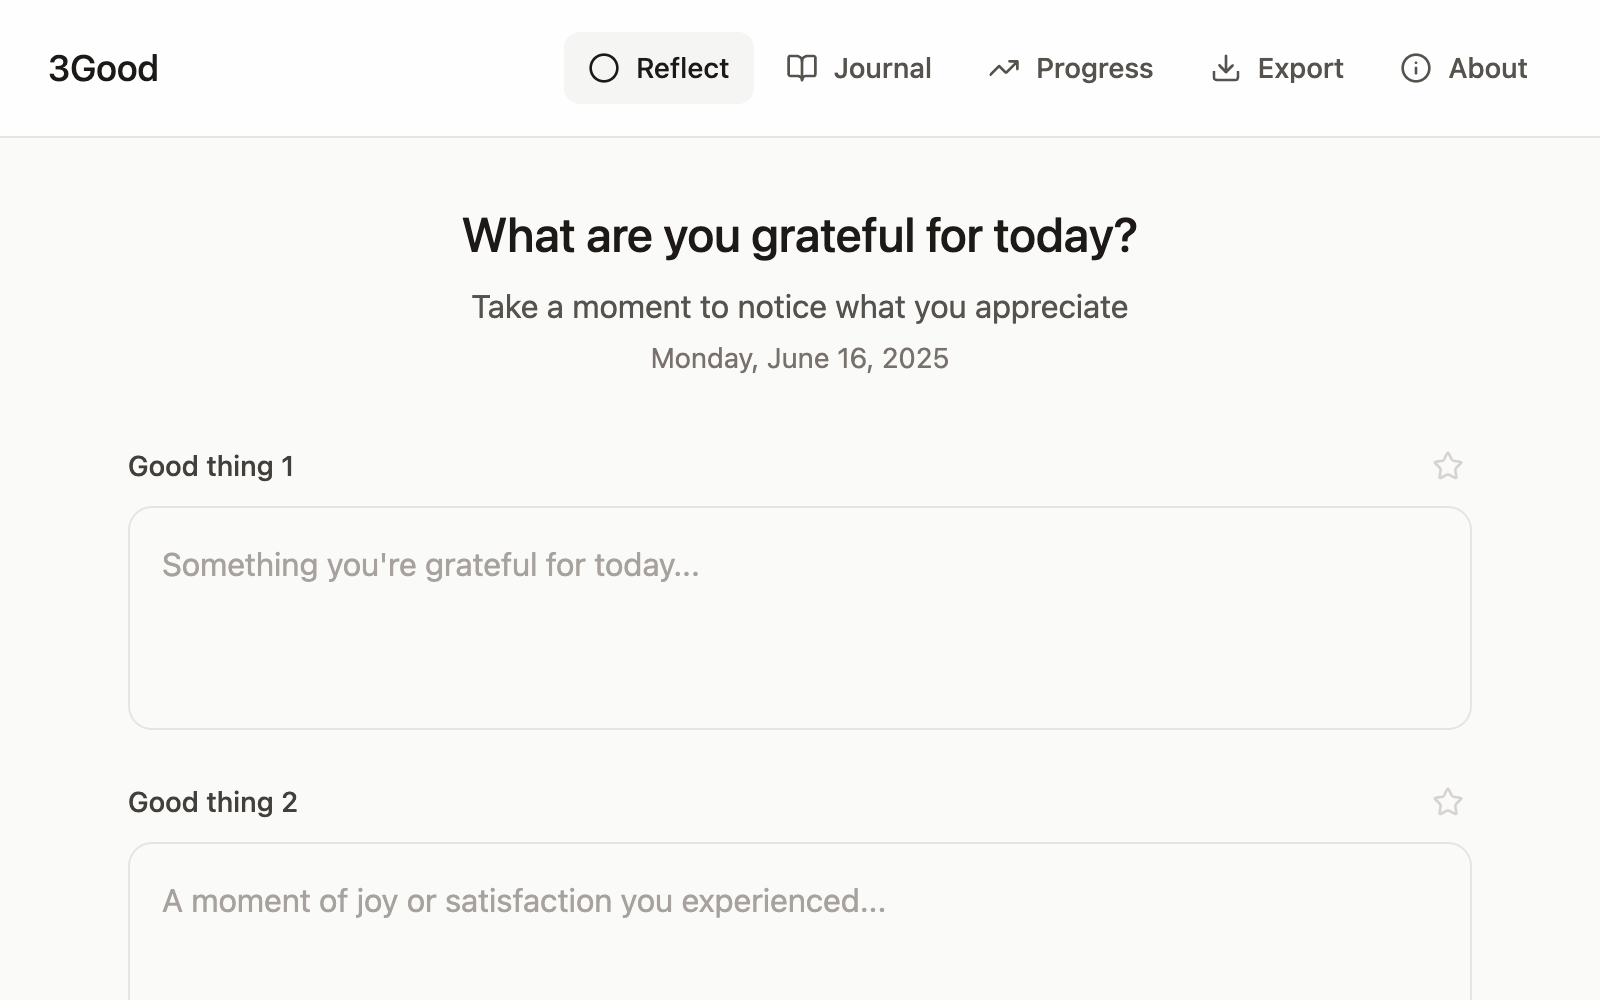 3Good
Reflect
Journal
Progress
Export
About
What are you grateful for today?
Take a moment to notice what you appreciate
Monday, June 16, 2025
Good thing 1
Something you're grateful for today...
Good thing 2
A moment of joy or satisfaction you experienced...